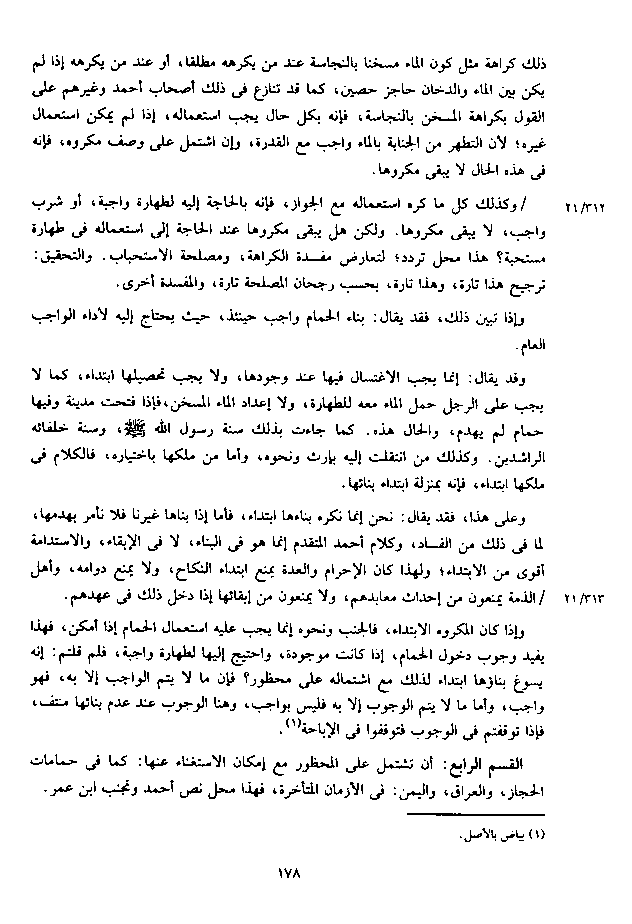 ذلك كراهة مثل كون الماء مسخنا بالنجاسة عند من يكرهه مطلقا، أو عند من يكرهه إذا لم
يكن بين الماء والدخان حاجز حصين، كما قد تنازع فى ذلك أصحاب أحمد وغيرهم على
القول بكراهة المسخن بالنجاسة، فإنه بكل حال يجب استعماله، إذا لم يمكن استعمال
غيره؛ لأن التطهر من الجنابة بالماء واجب مع القدرة، وإن اشتمل على وصف مكروه، فإنه
فى هذه الحال لا يبقى مكروها.
٢١/٣١٢ / وكذلك كل ما كره استعماله مع الجواز، فإنه بالحاجة إليه لطهارة واجبة، أو شرب
واجب، لا يبقى مكروها. ولكن هل يبقى مكروها عند الحاجة إلى استعماله فى طهارة
مستحبة؟ هذا محل تردد؛ لتعارض مفسدة الكراهة، ومصلحة الاستحباب. والتحقيق:
ترجيح هذا تارة، وهذا تارة، بحسب رجحان المصلحة تارة، والمفسدة أخرى.
وإذا تبين ذلك، فقد يقال: بناء الحمام واجب حينئذ، حيث يحتاج إليه لأداء الواجب
العام.
وقد يقال: إنما يجب الاغتسال فيها عند وجودها، ولا يجب تحصيلها ابتداء، كما لا
يجب على الرجل حمل الماء معه للطهارة، ولا إعداد الماء المسخن، فإذا فتحت مدينة وفيها
حمام لم يهدم، والحال هذه. كما جاءت بذلك سنة رسول الله ﷺ، وسنة خلفائه
الراشدين. وكذلك من انتقلت إليه بإرث ونحوه، وأما من ملكها باختياره، فالكلام فى
ملكها ابتداء، فإنه بمنزلة ابتداء بنائها.
وعلى هذا، فقد يقال: نحن إنما نكره بناءها ابتداء، فأما إذا بناها غيرنا فلا نأمر بهدمها،
لما فى ذلك من الفساد، وكلام أحمد المتقدم إنما هو فى البناء، لا فى الإبقاء، والاستدامة
أقوى من الابتداء؛ ولهذا كان الإحرام والعدة يمنع ابتداء النكاح، ولا يمنع دوامه، وأهل
٢١/٣١٣ / الذمة يمنعون من إحداث معابدهم، ولا يمنعون من إبقائها إذا دخل ذلك فى عهدهم.
وإذا كان المكروه الابتداء، فالجنب ونحوه إنما يجب عليه استعمال الحمام إذا أمكن، فهذا
يفيد وجوب دخول الحمام، إذا كانت موجودة، واحتيج إليها لطهارة واجبة، فلم قلتم: إنه
يسوغ بناؤها ابتداء لذلك مع اشتماله على محظور؟ فإن ما لا يتم الواجب إلا به، فهو
واجب، وأما ما لا يتم الوجوب إلا به فليس بواجب، وهنا الوجوب عند عدم بنائها منتف،
فإذا توقفتم فى الوجوب فتوقفوا فى الإباحة(١).
القسم الرابع: أن تشتمل على المحظور مع إمكان الاستغناء عنها: كما فى حمامات
الحجاز، والعراق، واليمن: فى الأزمان المتأخرة، فهذا محل نص أحمد وتجنب ابن عمر.
(١) بياض بالأصل.
١٧٨